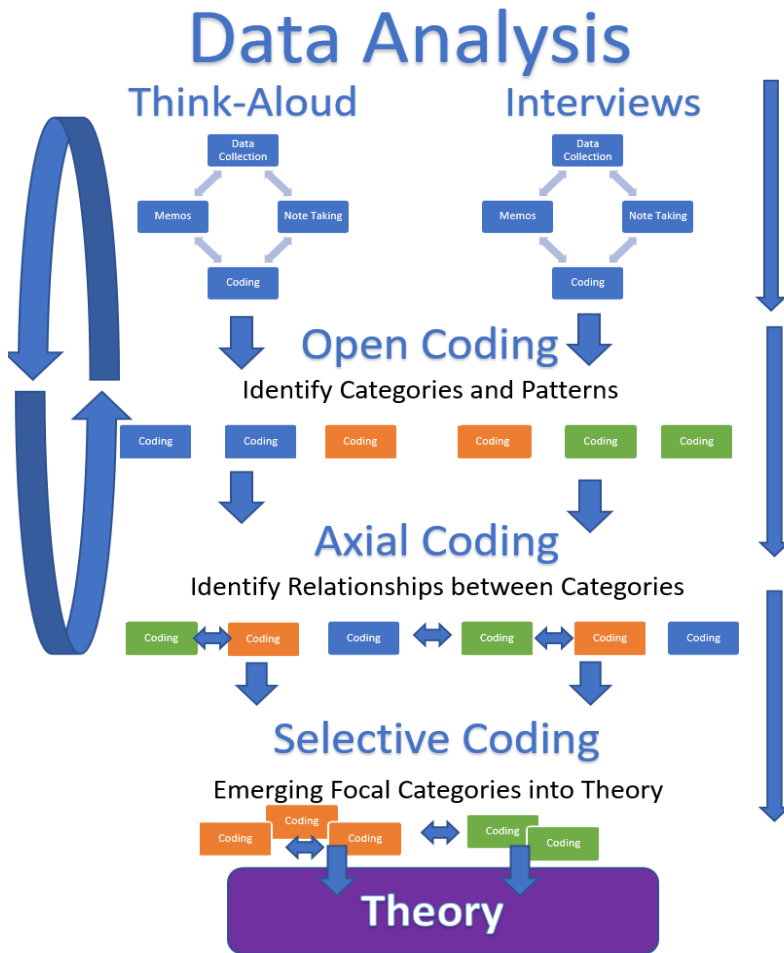 Data Analysis
Think-Aloud
Interviews
Data
Collection
Data
Collection
Memos
Note Taking
Memos
Note Taking
Coding
Coding
Open Coding
Identify Categories and Patterns
Coding
Coding
Coding
Coding
Coding
Coding
Axial Coding
Identify Relationships between Categories
Coding
Coding
Coding
Coding
Coding
Coding
Selective Coding
Emerging Focal Categories into Theory
Coding
Coding
Coding
Coding
Coding
Theory